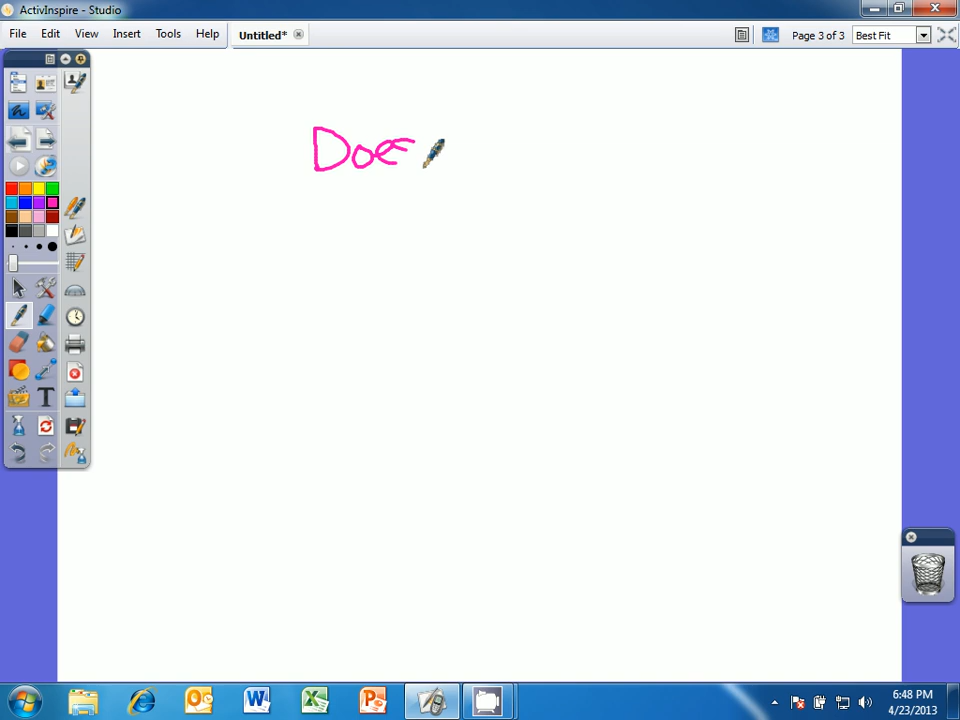 ActivInspire - Studio
File Edit View Insert Tools Help Untitled* Page 3 of 3 Best Fit
Doe
6:48 PM
4/23/2013